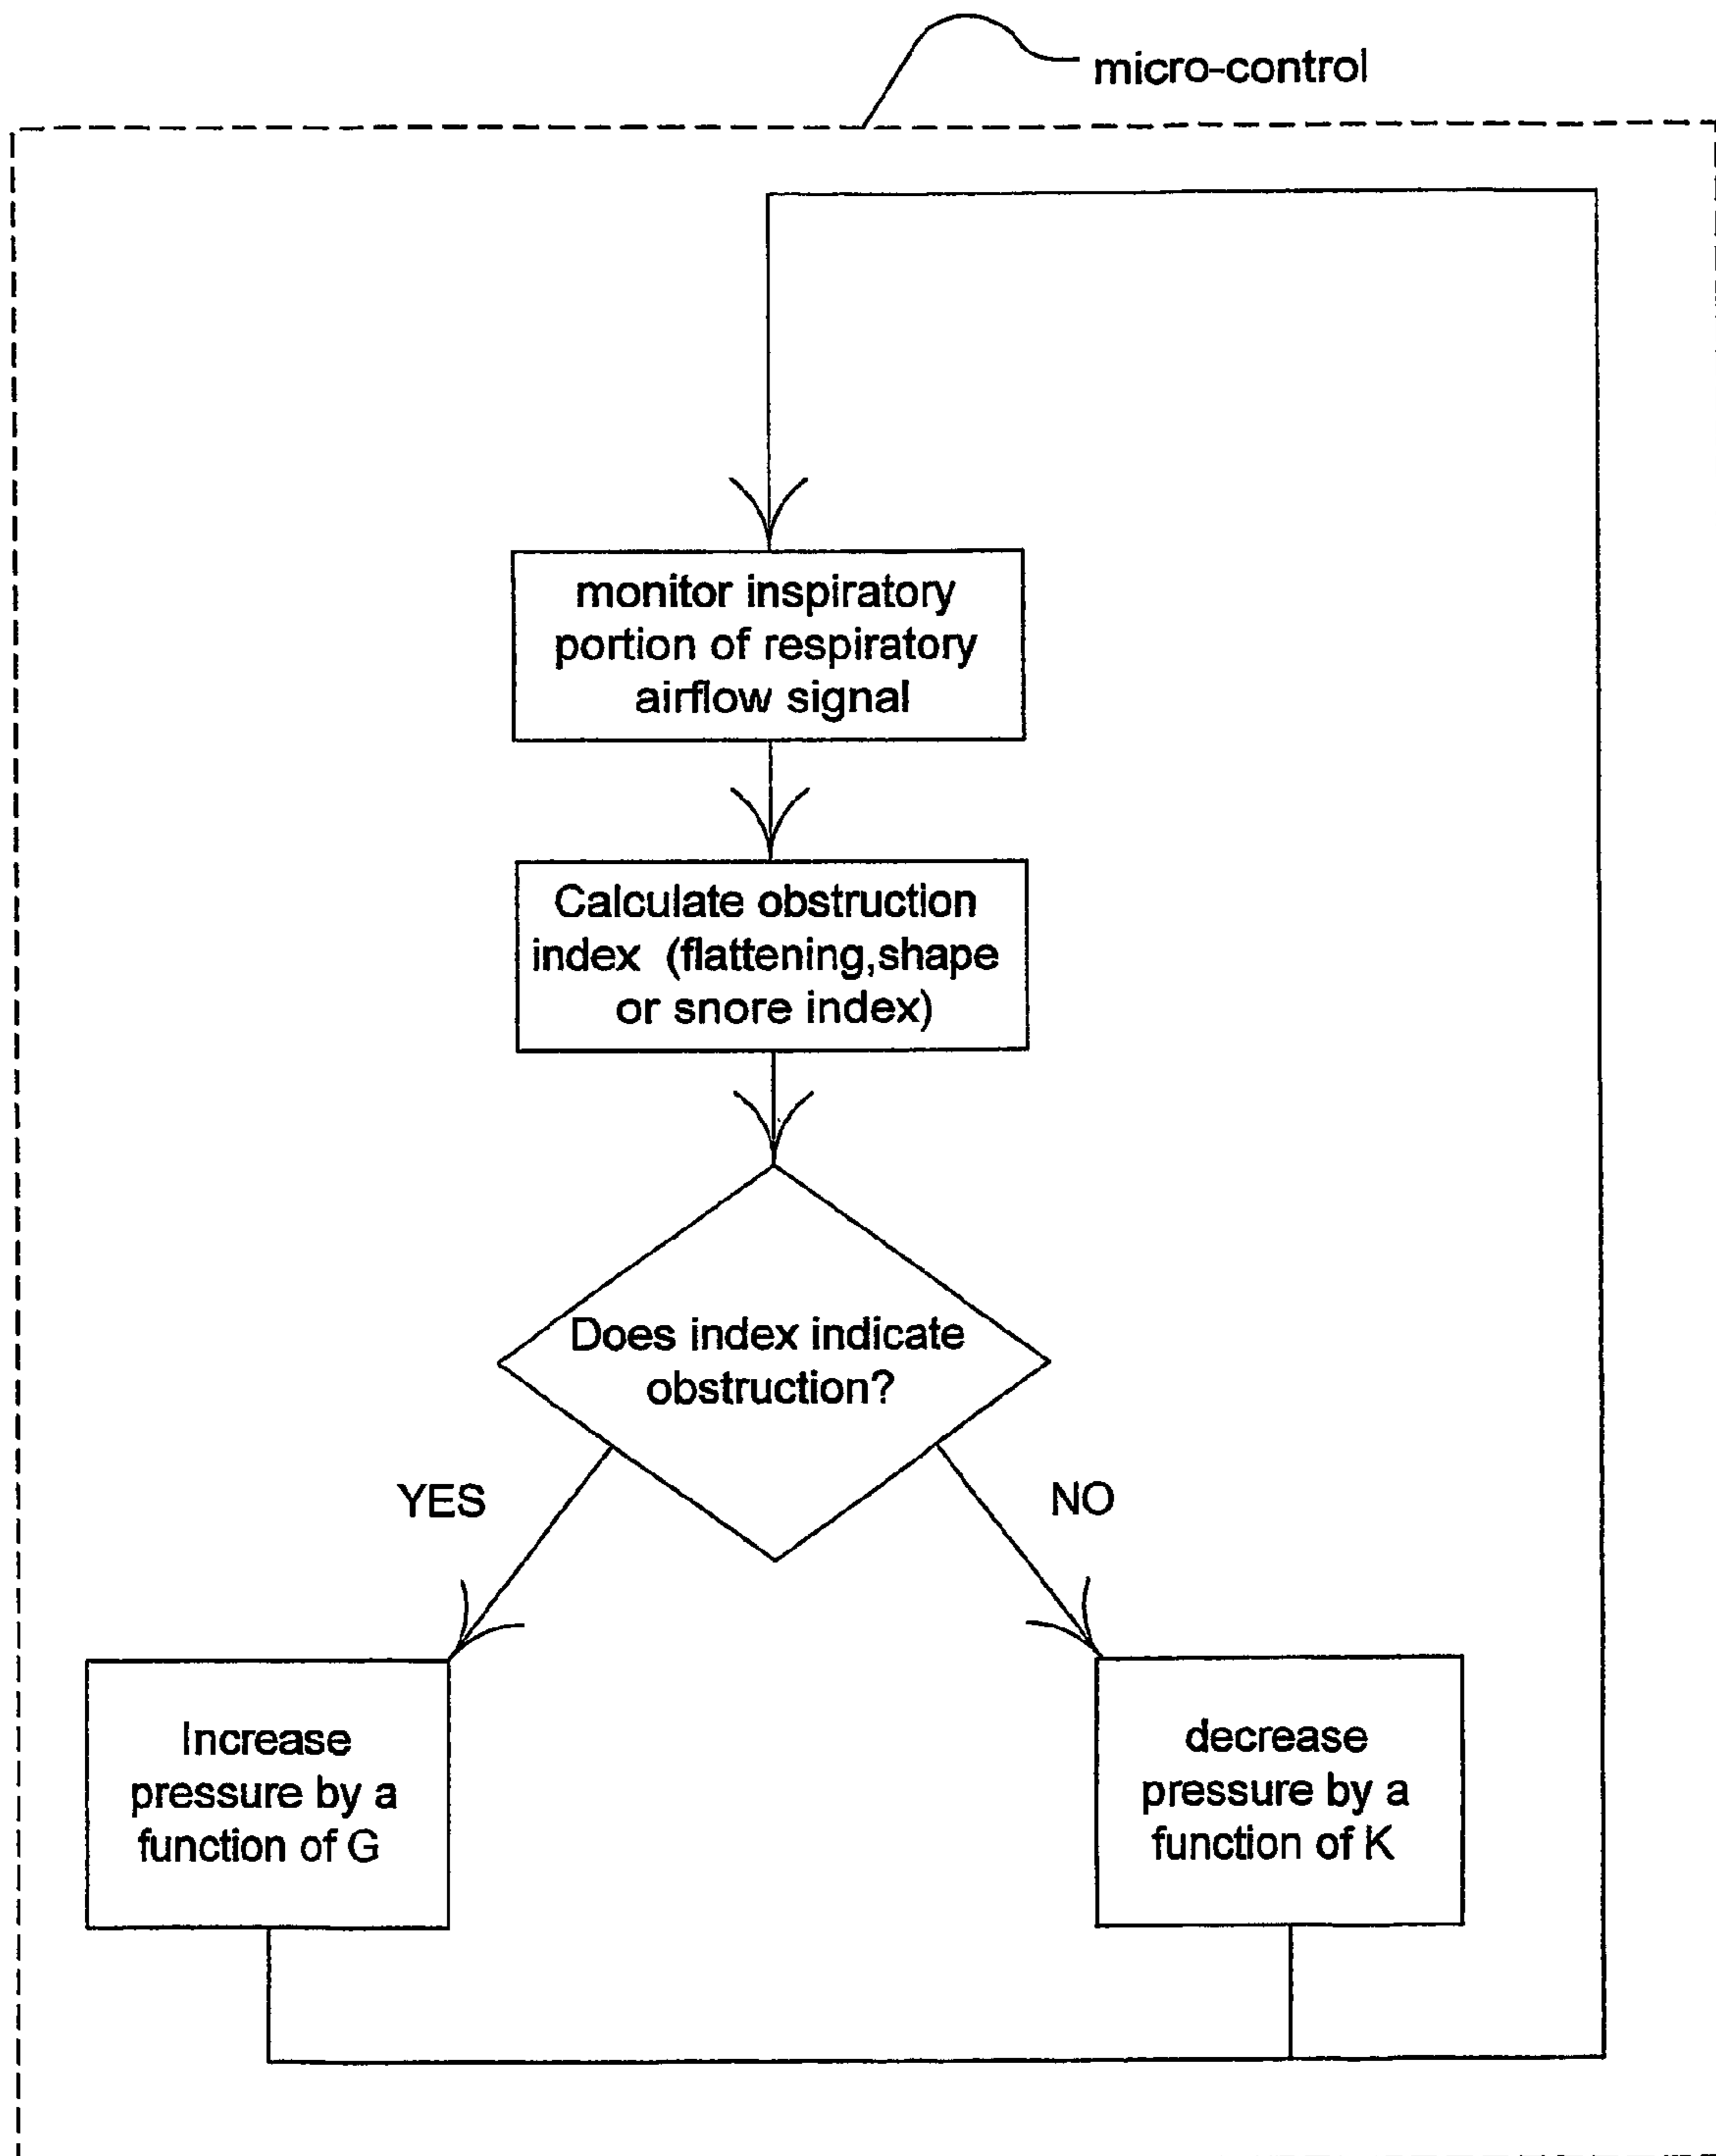 micro-control
monitor inspiratory
portion of respiratory
airflow signal
Calculate obstruction
index (flattening,shape
or snore index)
Does index indicate
obstruction?
YES
NO
Increase
pressure by a
function of G
decrease
pressure by a
function of K